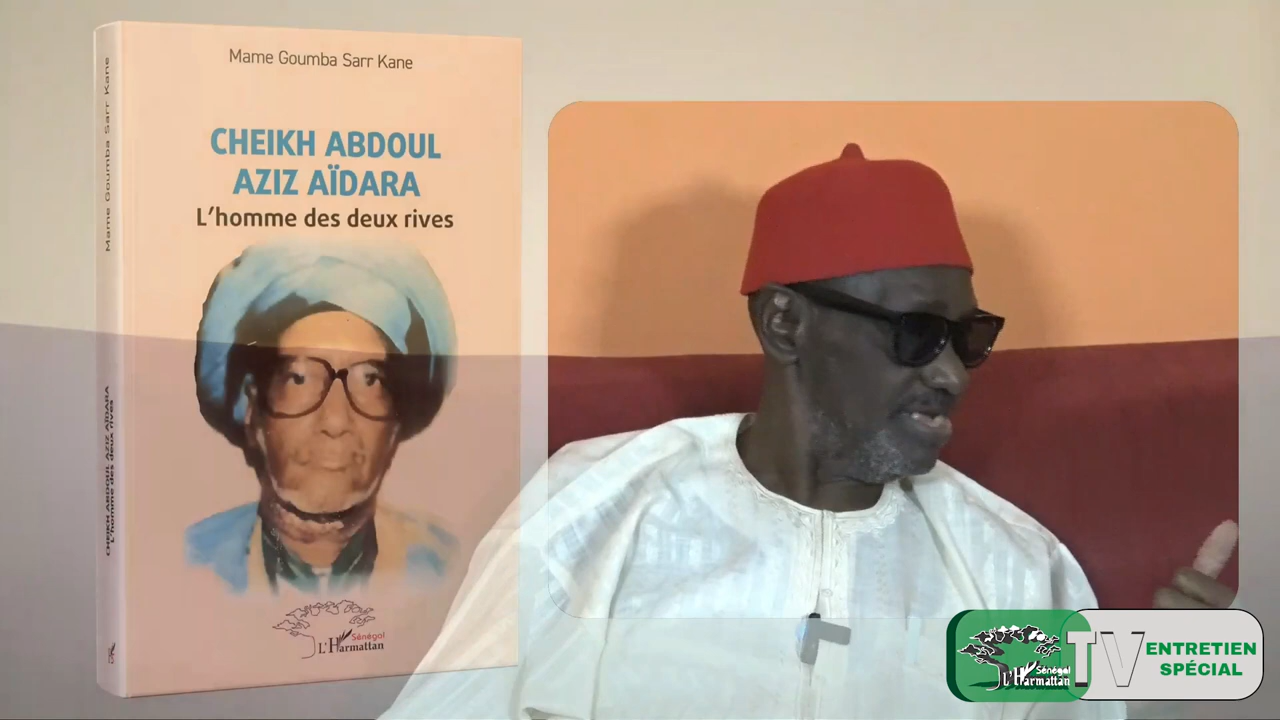 Mame Goumba Sarr Kane
CHEIKH ABDOUL
AZIZ AÏDARA
L'homme des deux rives
Sénégal
L'Harmattan
Mame Goumba Sarr Kane
CHEIKH ABDOUL AZIZ AÏDARA
L'homme des deux rives
Sénégal
L'Harmattan
TV
ENTRETIEN
SPÉCIAL